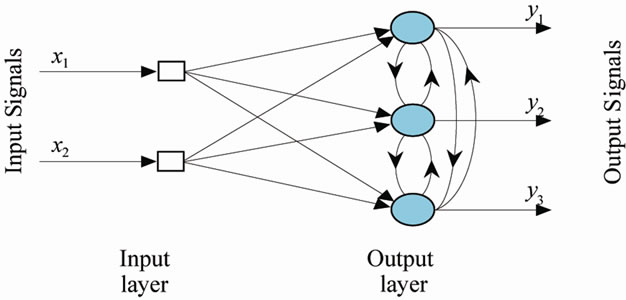 Input Signals
x1
x2
y1
y2
y3
Output Signals
Input
layer
Output
layer